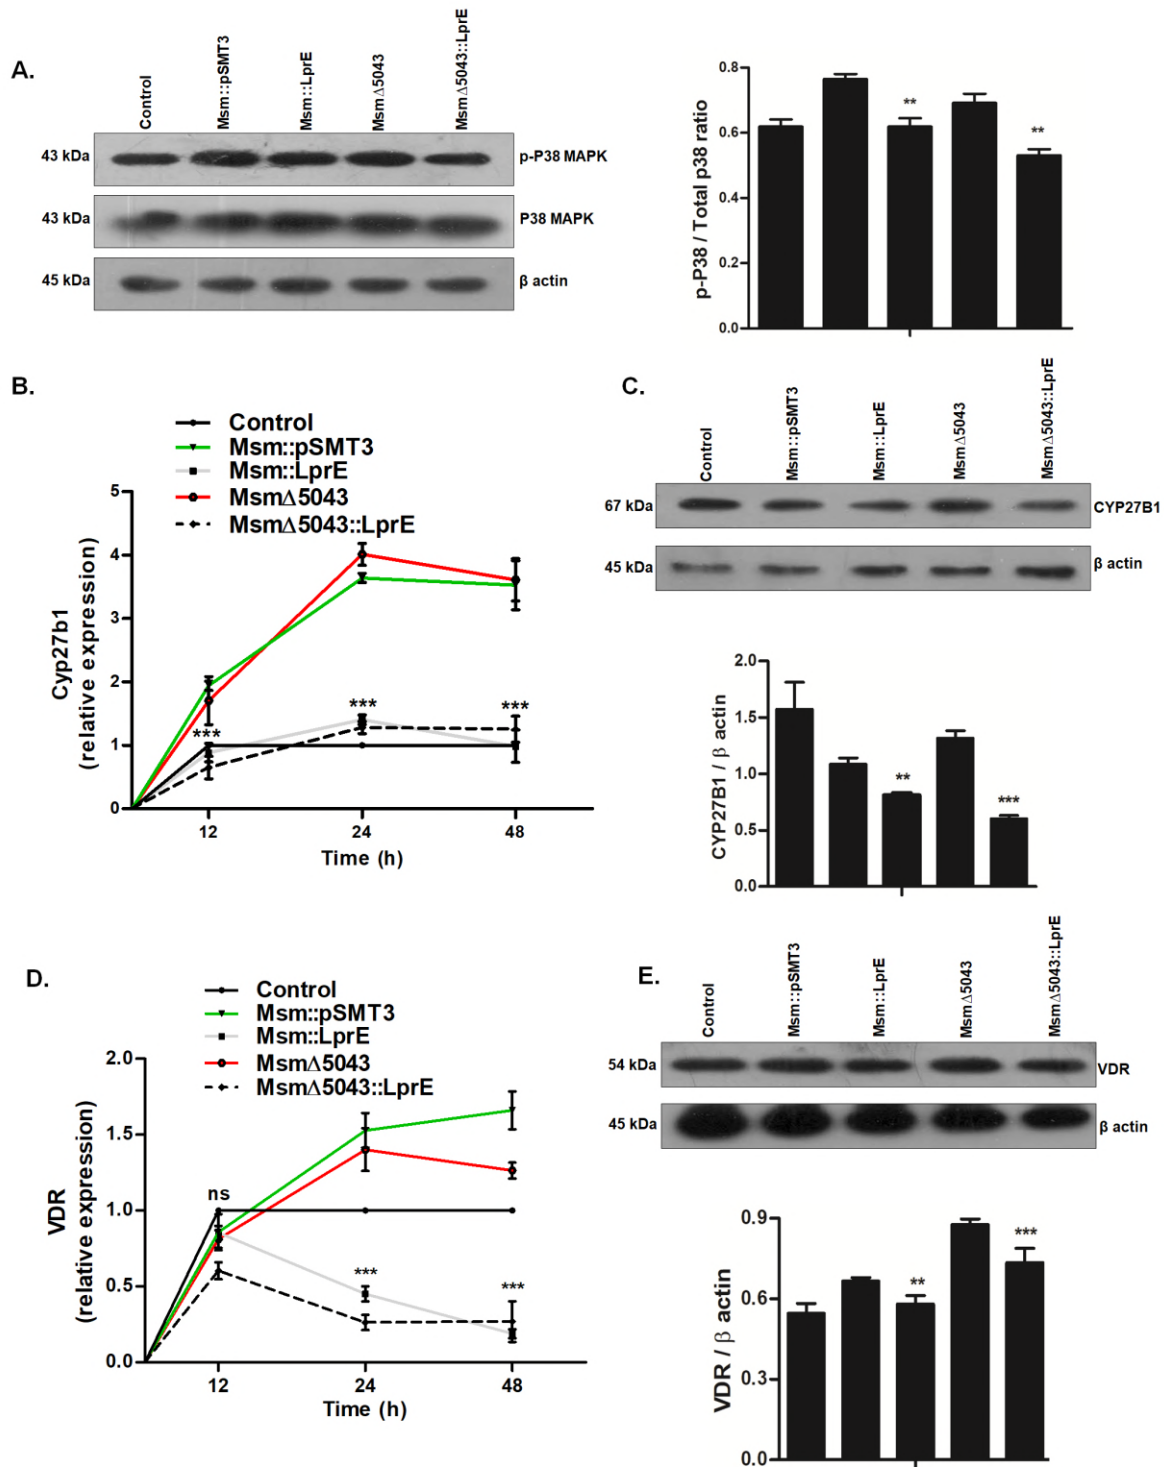 A.
Control
Msm::pSMT3
Msm::LprE
MsmΔ5043
MsmΔ5043::LprE
43 kDa
p-P38 MAPK
43 kDa
P38 MAPK
45 kDa
β actin
p-P38 / Total p38 ratio
0.8
0.6
0.4
0.2
0.0
**
**
B.
Control
Msm::pSMT3
Msm::LprE
MsmΔ5043
MsmΔ5043::LprE
Cyp27b1
(relative expression)
5
4
3
2
1
0
***
***
***
12
24
48
Time (h)
C.
Control
Msm::pSMT3
Msm::LprE
MsmΔ5043
MsmΔ5043::LprE
67 kDa
CYP27B1
45 kDa
β actin
CYP27B1 / β actin
2.0
1.5
1.0
0.5
0.0
**
***
D.
Control
Msm::pSMT3
Msm::LprE
MsmΔ5043
MsmΔ5043::LprE
VDR
(relative expression)
2.0
1.5
1.0
0.5
0.0
ns
***
***
12
24
48
Time (h)
E.
Control
Msm::pSMT3
Msm::LprE
MsmΔ5043
MsmΔ5043::LprE
54 kDa
VDR
45 kDa
β actin
VDR / β actin
0.9
0.6
0.3
0.0
**
***